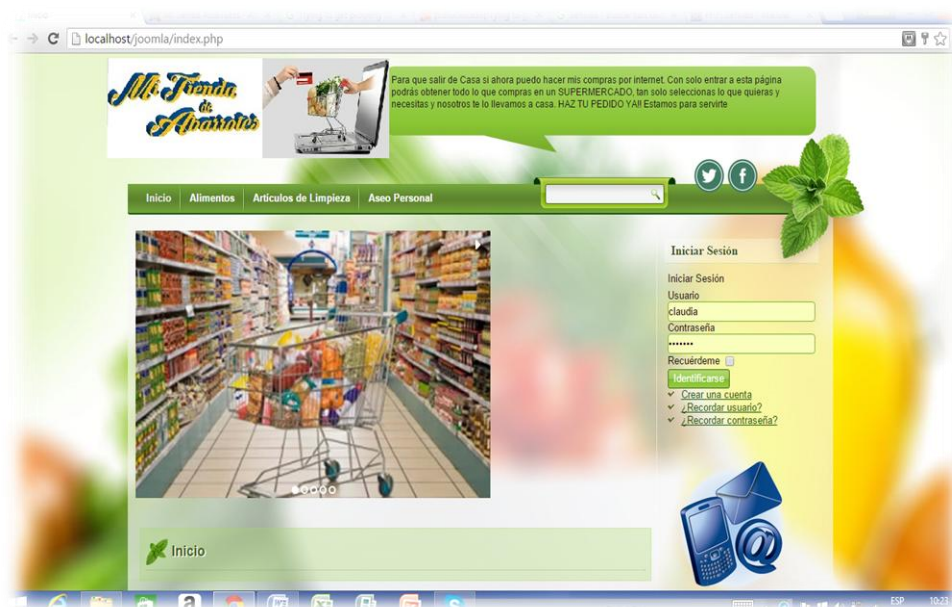 localhost/joomla/index.php
Mi Tienda
de
Abarrotes
Para que salir de Casa si ahora puedo hacer mis compras por internet. Con solo entrar a esta página
podrás obtener todo lo que compras en un SUPERMERCADO, tan solo seleccionas lo que quieras y
necesitas y nosotros te lo llevamos a casa. HAZ TU PEDIDO YA!! Estamos para servirte
Inicio Alimentos Artículos de Limpieza Aseo Personal
Iniciar Sesión
Iniciar Sesión
Usuario
claudia
Contraseña
•••••••
Recuérdeme
Identificarse
Crear una cuenta
¿Recordar usuario?
¿Recordar contraseña?
Inicio
ESP 10:23